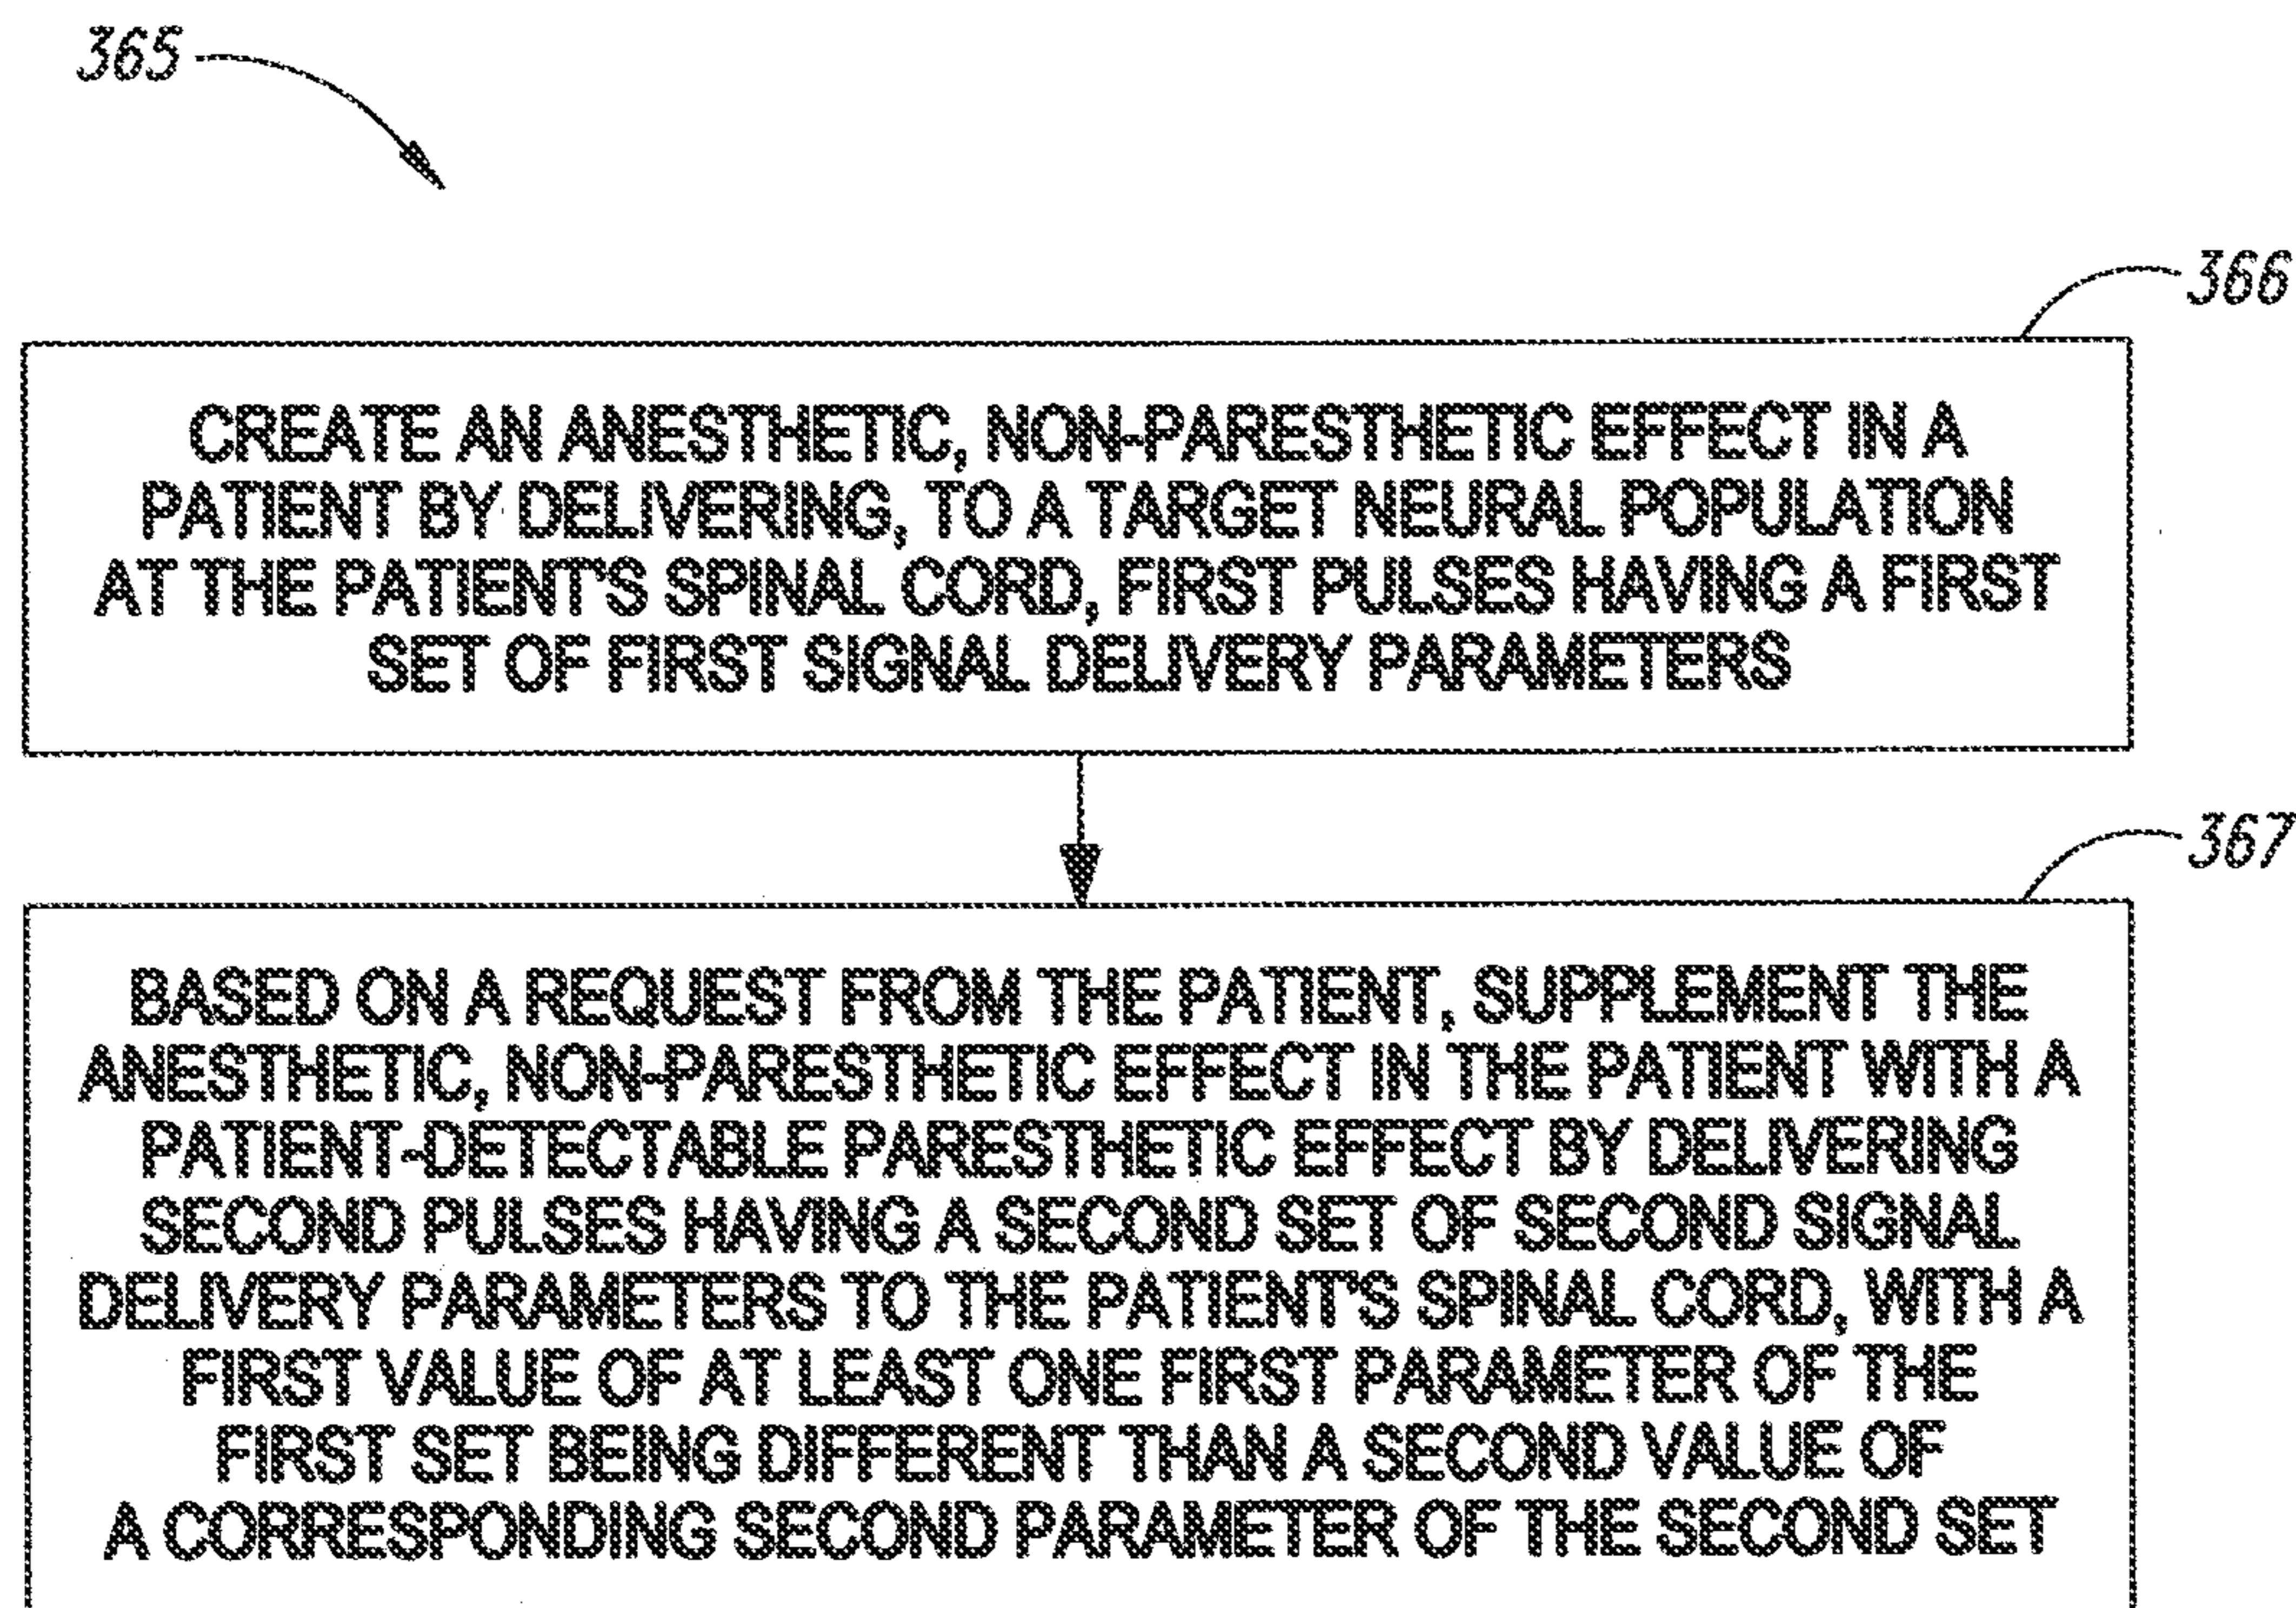 365
366
CREATE AN ANESTHETIC, NON-PARESTHETIC EFFECT IN A
PATIENT BY DELIVERING, TO A TARGET NEURAL POPULATION
AT THE PATIENT'S SPINAL CORD, FIRST PULSES HAVING A FIRST
SET OF FIRST SIGNAL DELIVERY PARAMETERS
367
BASED ON A REQUEST FROM THE PATIENT, SUPPLEMENT THE
ANESTHETIC, NON-PARESTHETIC EFFECT IN THE PATIENT WITH A
PATIENT-DETECTABLE PARESTHETIC EFFECT BY DELIVERING
SECOND PULSES HAVING A SECOND SET OF SECOND SIGNAL
DELIVERY PARAMETERS TO THE PATIENT'S SPINAL CORD, WITH A
FIRST VALUE OF AT LEAST ONE FIRST PARAMETER OF THE
FIRST SET BEING DIFFERENT THAN A SECOND VALUE OF
A CORRESPONDING SECOND PARAMETER OF THE SECOND SET